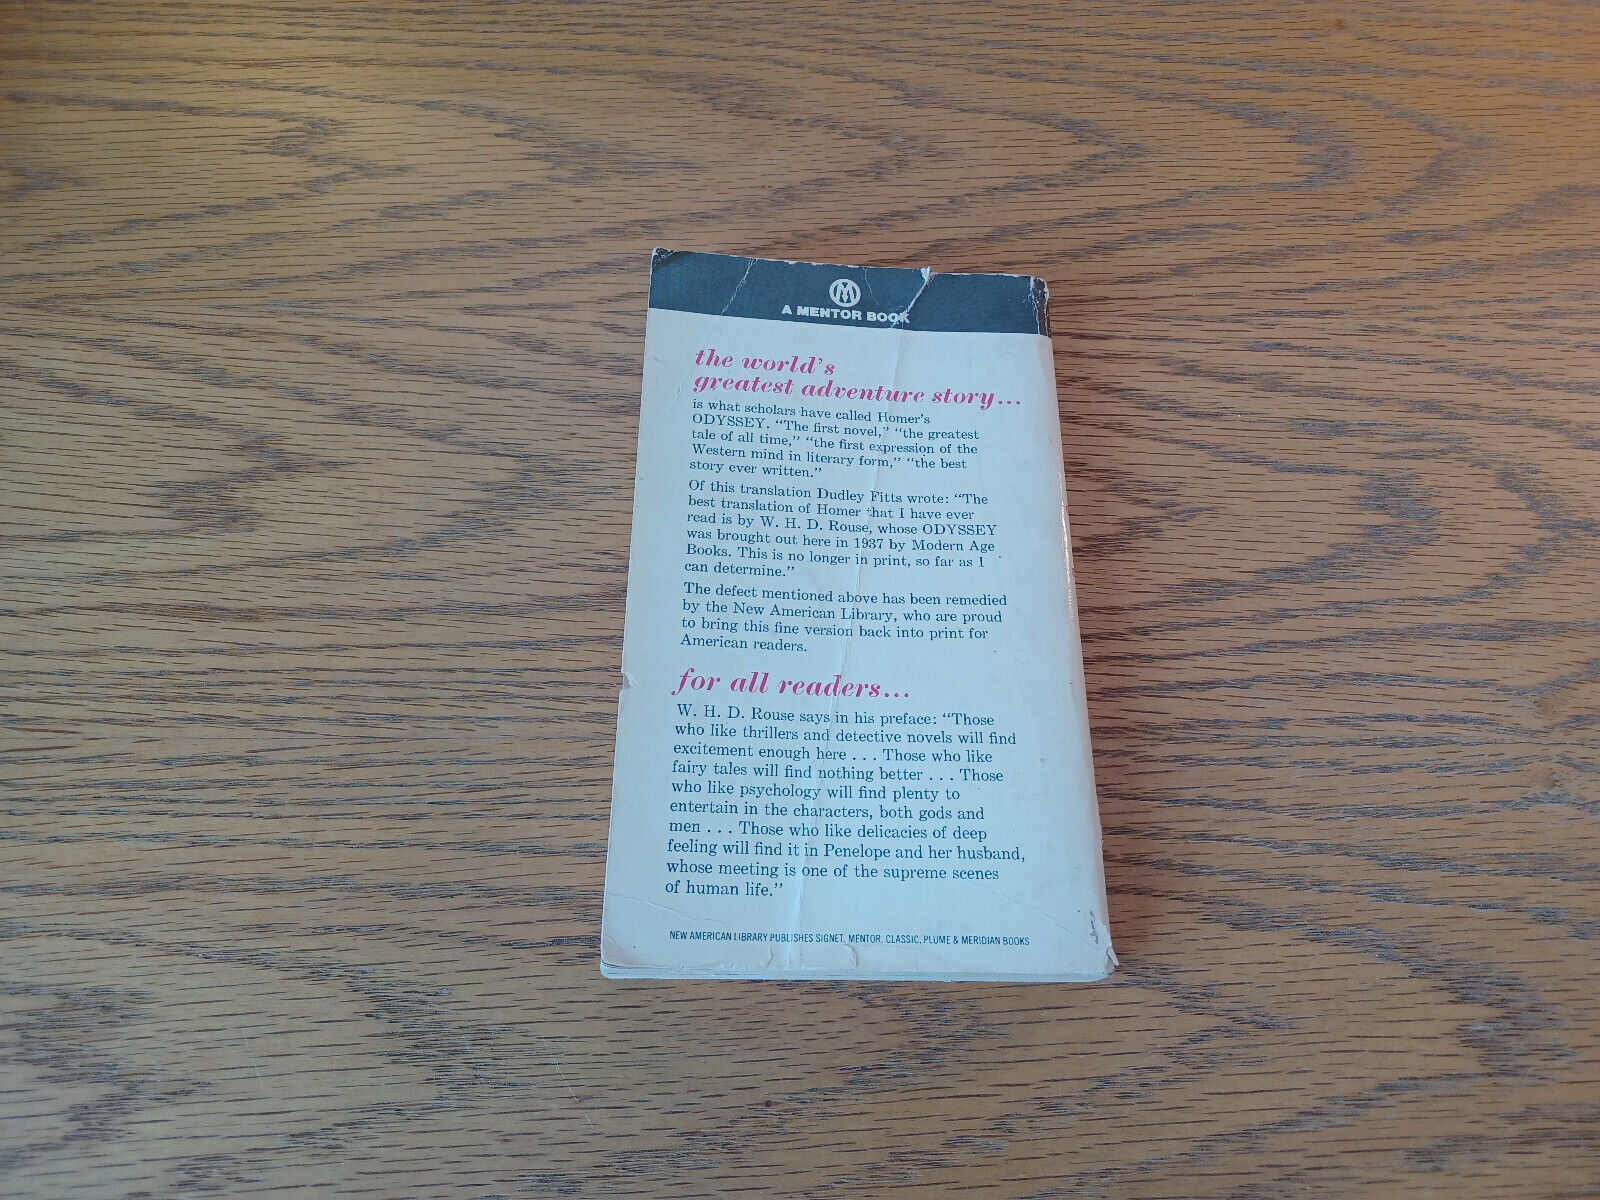 A MENTOR BOOK
the world's
greatest adventure story...
is what scholars have called Homer's
ODYSSEY. "The first novel," "the greatest
tale of all time," "the first expression of the
Western mind in literary form," "the best
story ever written."
Of this translation Dudley Fitts wrote: "The
best translation of Homer that I have ever
read is by W. H. D. Rouse, whose ODYSSEY
was brought out here in 1937 by Modern Age
Books. This is no longer in print, so far as I
can determine."
The defect mentioned above has been remedied
by the New American Library, who are proud
to bring this fine version back into print for
American readers.
for all readers...
W. H. D. Rouse says in his preface: "Those
who like thrillers and detective novels will find
excitement enough here . . . Those who like
fairy tales will find nothing better . . . Those
who like psychology will find plenty to
entertain in the characters, both gods and
men . . . Those who like delicacies of deep
feeling will find it in Penelope and her husband,
whose meeting is one of the supreme scenes
of human life."
NEW AMERICAN LIBRARY PUBLISHES SIGNET, MENTOR, CLASSIC, PLUME & MERIDIAN BOOKS